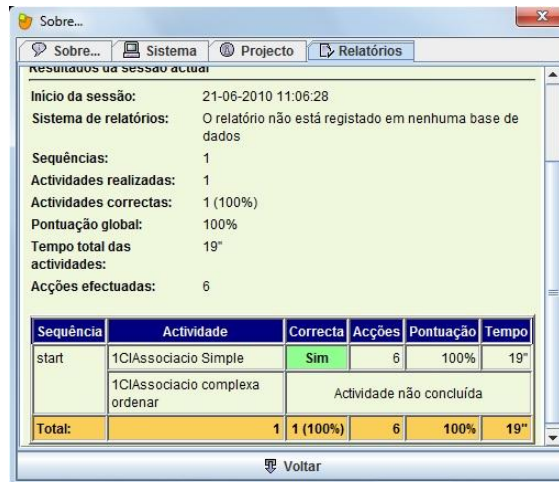 Sobre...
Sobre... Sistema Projecto Relatórios
Resultados da sessão actual
Início da sessão: 21-06-2010 11:06:28
Sistema de relatórios: O relatório não está registado em nenhuma base de
dados
Sequências: 1
Actividades realizadas: 1
Actividades correctas: 1 (100%)
Pontuação global: 100%
Tempo total das 19"
actividades:
Acções efectuadas: 6
Sequência Actividade Correcta Acções Pontuação Tempo
start 1ClAssociacio Simple Sim 6 100% 19"
1ClAssociacio complexa
ordenar Actividade não concluída
Total: 1 1 (100%) 6 100% 19"
Voltar